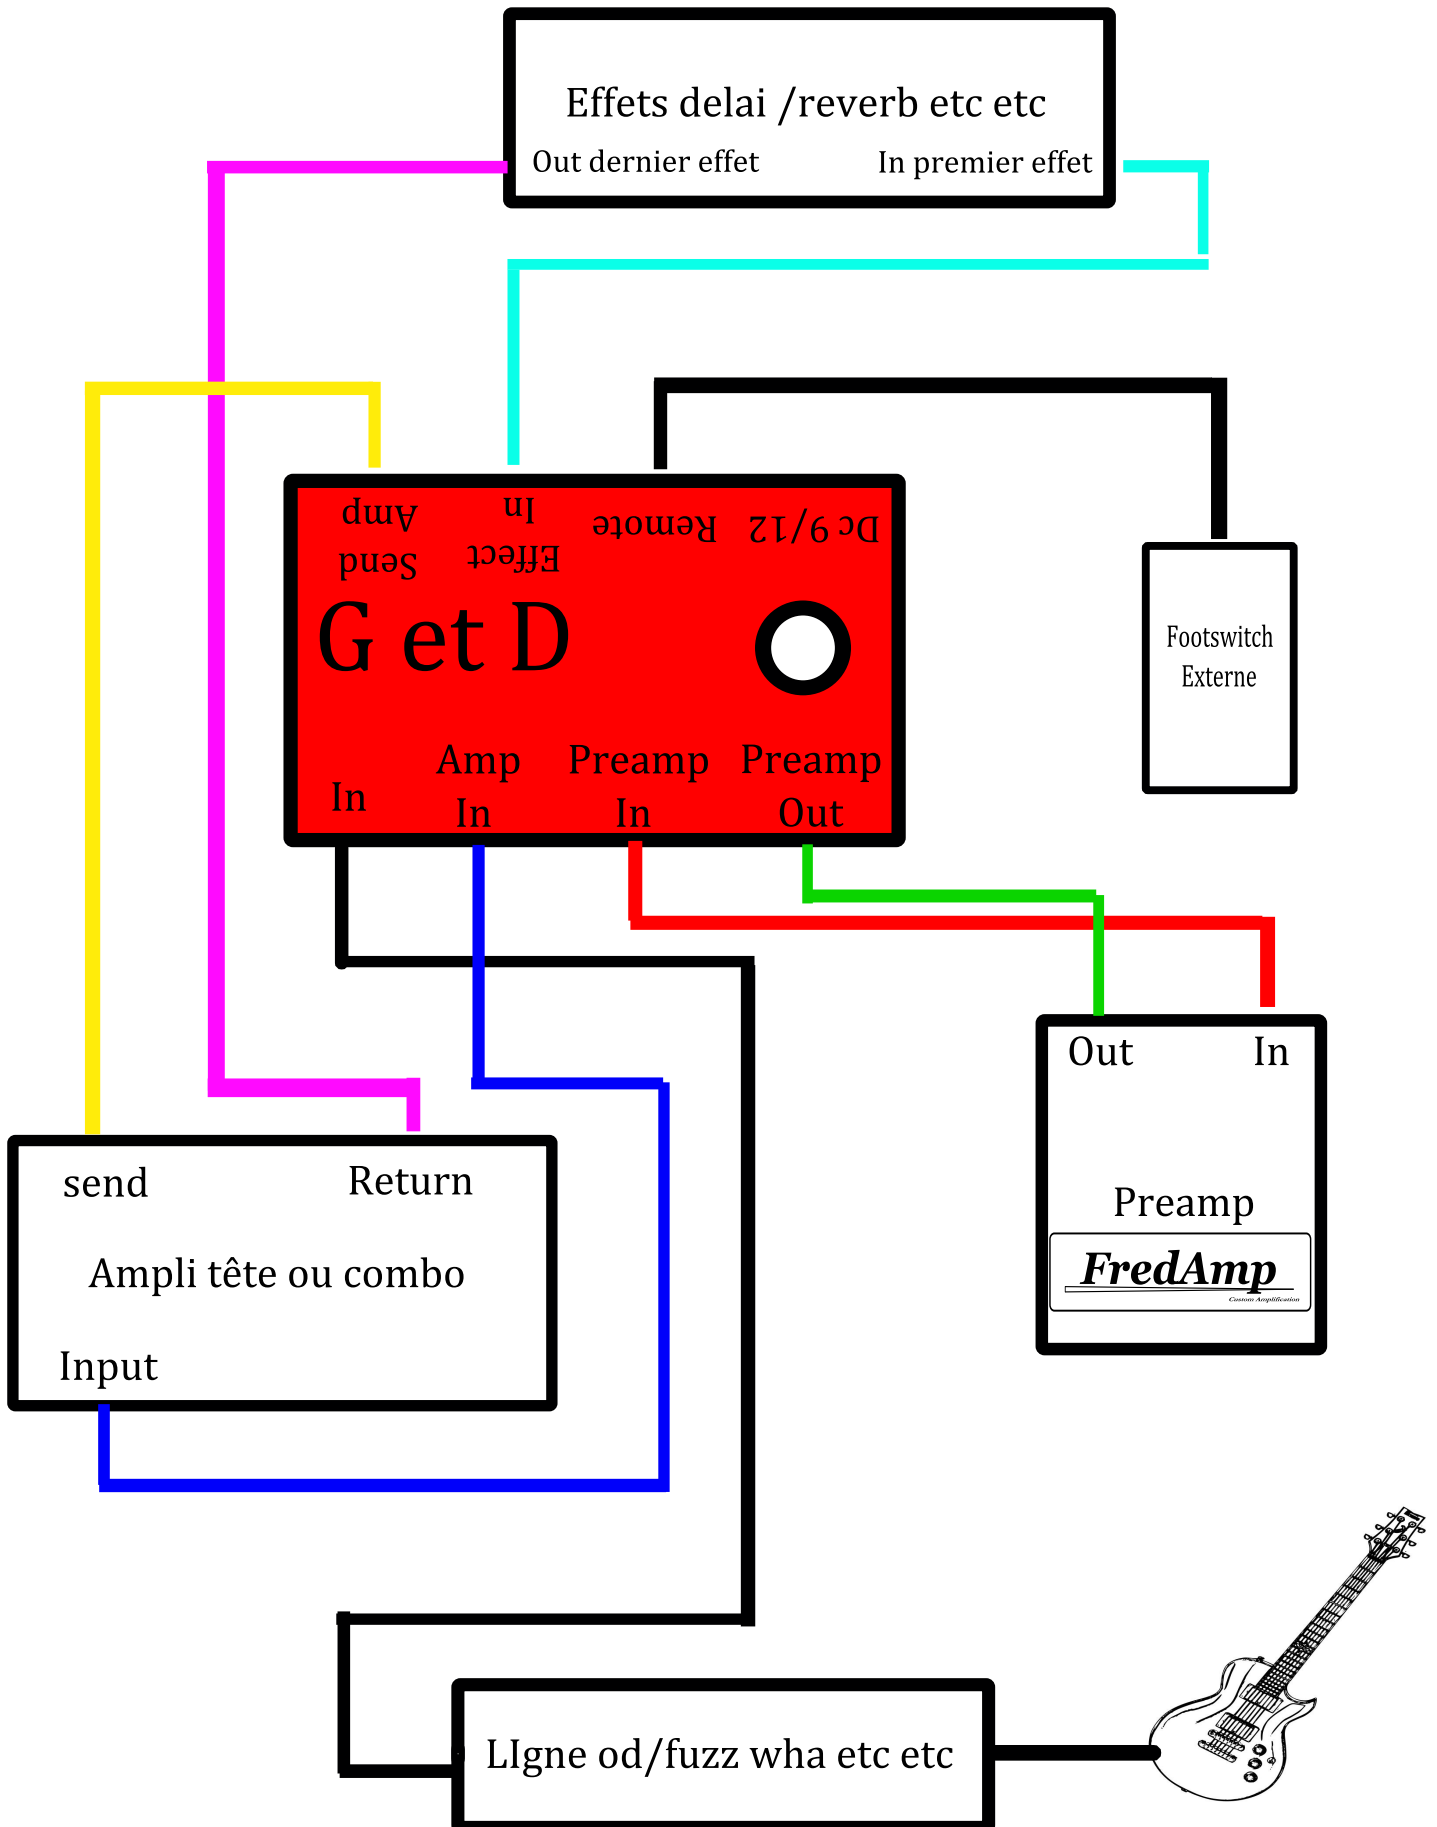 Effets delai /reverb etc etc
Out dernier effet
In premier effet
Send
Amp
Effect
In
Remote
Dc 9/12
G et D
In
Amp
In
Preamp
In
Preamp
Out
Footswitch
Externe
Out
In
Preamp
FredAmp
Custom Amplification
send
Return
Ampli tête ou combo
Input
LIgne od/fuzz wha etc etc